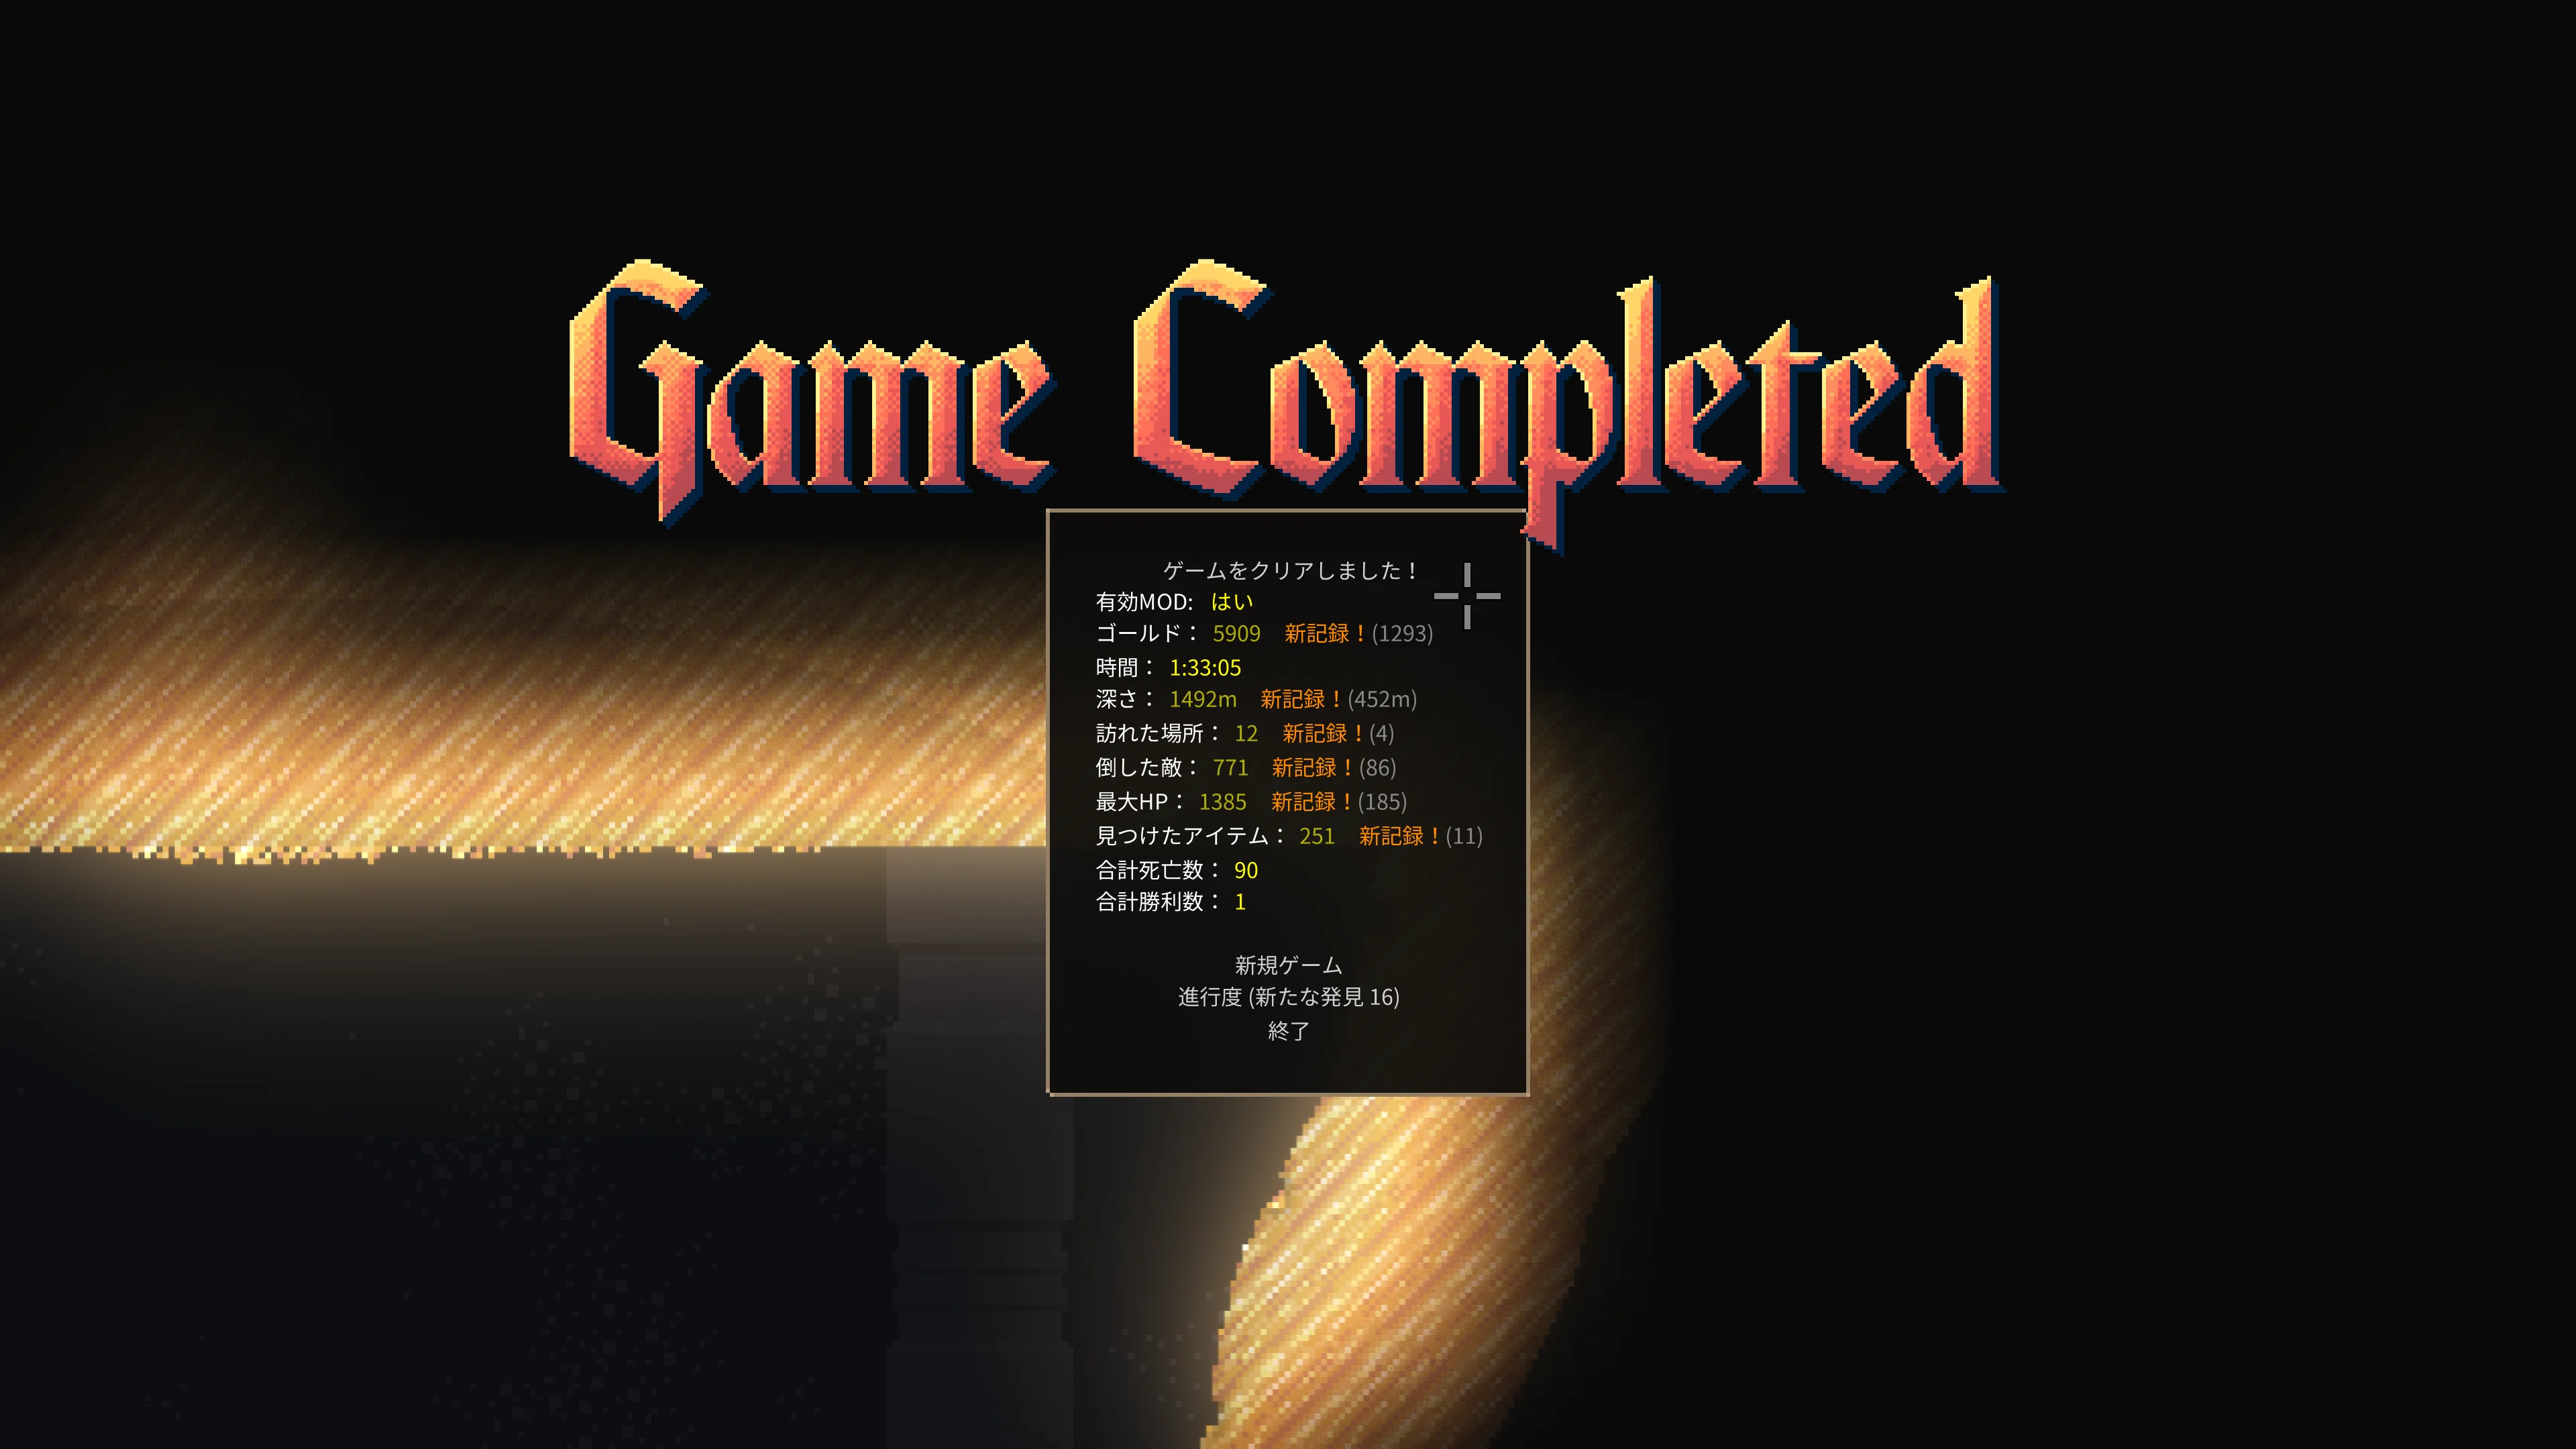 Game Completed
ゲームをクリアしました！
有効MOD: はい
ゴールド： 5909 新記録！(1293)
時間： 1:33:05
深さ： 1492m 新記録！(452m)
訪れた場所： 12 新記録！(4)
倒した敵： 771 新記録！(86)
最大HP： 1385 新記録！(185)
見つけたアイテム： 251 新記録！(11)
合計死亡数： 90
合計勝利数： 1
新規ゲーム
進行度 (新たな発見 16)
終了